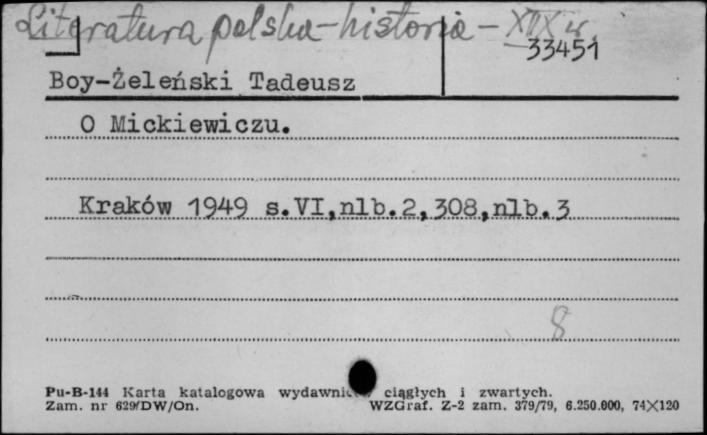 Literatura polska - historia - XIX w.
33451
Boy-Żeleński Tadeusz
O Mickiewiczu.
Kraków 1949 s.VI,nlb.2,308,nlb.3
8
Pu-B-144 Karta katalogowa wydawnic ciągłych i zwartych.
Zam. nr 629/DW/On. WZGraf. Z-2 zam. 379/79, 6.250.000, 74X120